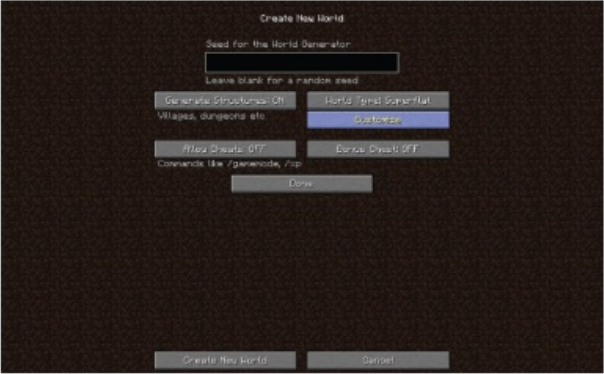 Create New World
Seed for the World Generator
Leave blank for a random seed
Generate Structures: ON
World Type: Superflat
Villages, dungeons etc
Customize
Allow Cheats: OFF
Bonus Chest: OFF
Commands like /gamemode, /xp
Done
Create New World
Cancel